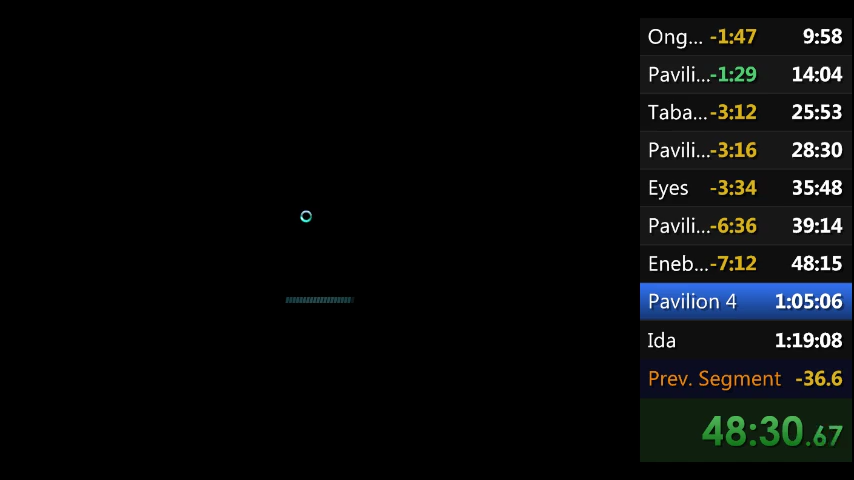 Ong... -1:47 9:58
Pavili... -1:29 14:04
Taba... -3:12 25:53
Pavili... -3:16 28:30
Eyes -3:34 35:48
Pavili... -6:36 39:14
Eneb... -7:12 48:15
Pavilion 4 1:05:06
Ida 1:19:08
Prev. Segment -36.6
48:30.67